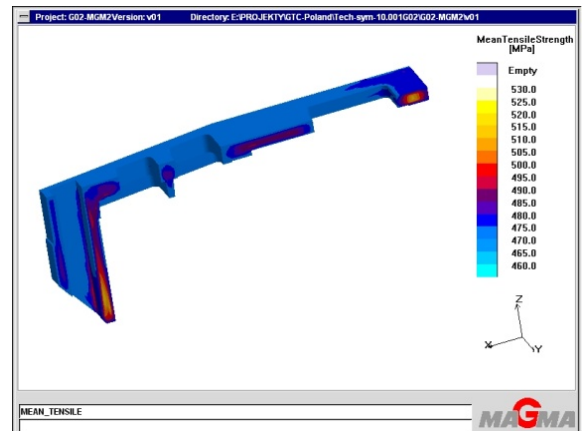 Project: G02-MGM2Version: v01 Directory: E:\PROJEKTY\GTC-Poland\Tech-sym-10.001G02\G02-MGM2\v01
MeanTensileStrength
[MPa]
Empty
530.0
525.0
520.0
515.0
510.0
505.0
500.0
495.0
490.0
485.0
480.0
475.0
470.0
465.0
460.0
Z
X
Y
MEAN_TENSILE
MAGMA